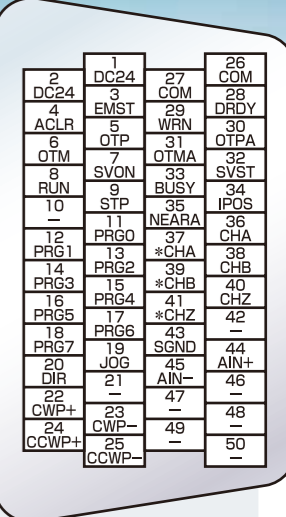 1
DC24
2
DC24
3
EMST
4
ACLR
5
OTP
6
OTM
7
SVON
8
RUN
9
STP
10
–
11
PRG0
12
PRG1
13
PRG2
14
PRG3
15
PRG4
16
PRG5
17
PRG6
18
PRG7
19
JOG
20
DIR
21
–
22
CWP+
23
CWP−
24
CCWP+
25
CCWP−
26
COM
27
COM
28
DRDY
29
WRN
30
OTPA
31
OTMA
32
SVST
33
BUSY
34
IPOS
35
NEARA
36
CHA
37
*CHA
38
CHB
39
*CHB
40
CHZ
41
*CHZ
42
–
43
SGND
44
AIN+
45
AIN−
46
–
47
–
48
–
49
–
50
–